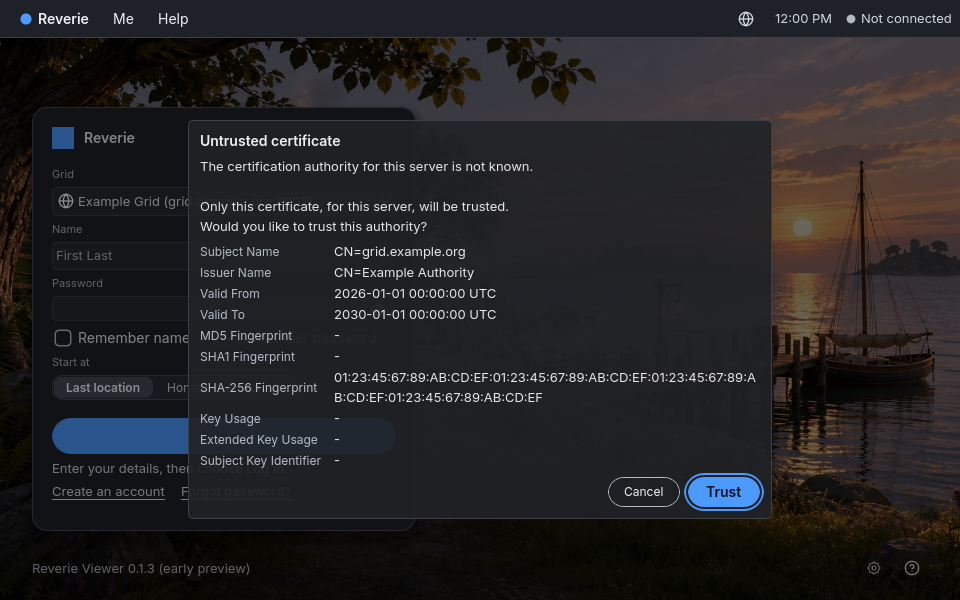 Reverie
Me
Help
12:00 PM
Not connected
Reverie
Grid
Example Grid (grid
Name
First Last
Password
Remember name
Start at
Last location
Enter your details, then
Create an account
Forgot password?
Untrusted certificate
The certification authority for this server is not known.
Only this certificate, for this server, will be trusted.
Would you like to trust this authority?
Subject Name CN=grid.example.org
Issuer Name CN=Example Authority
Valid From 2026-01-01 00:00:00 UTC
Valid To 2030-01-01 00:00:00 UTC
MD5 Fingerprint -
SHA1 Fingerprint -
SHA-256 Fingerprint 01:23:45:67:89:AB:CD:EF:01:23:45:67:89:AB:CD:EF:01:23:45:67:89:A
B:CD:EF:01:23:45:67:89:AB:CD:EF
Key Usage -
Extended Key Usage -
Subject Key Identifier -
Cancel
Trust
Reverie Viewer 0.1.3 (early preview)